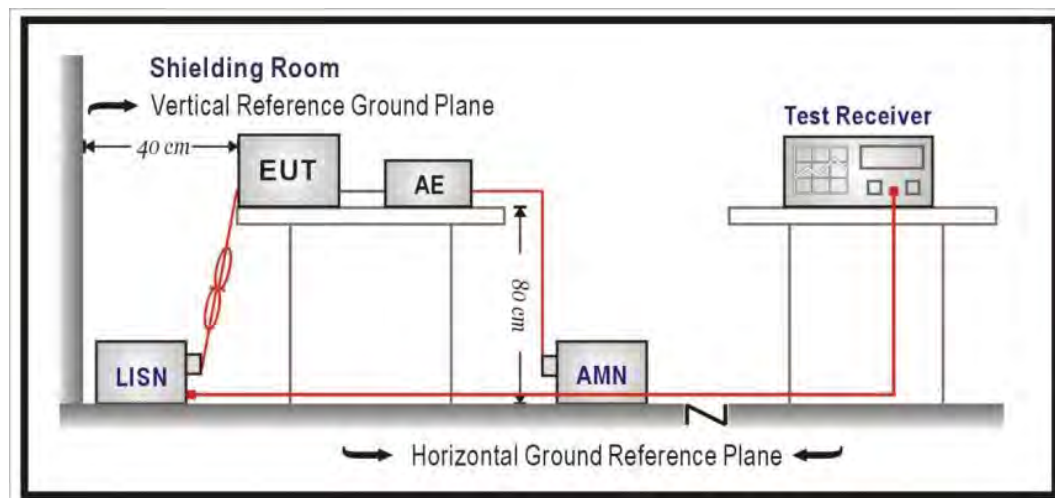 Shielding Room
Vertical Reference Ground Plane
Test Receiver
40 cm
EUT
AE
80 cm
LISN
AMN
Horizontal Ground Reference Plane